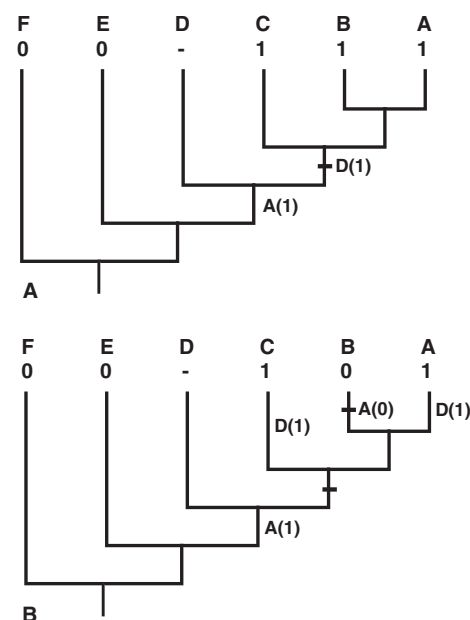 F E D C B A
0 0 - 1 1 1
D(1)
A(1)
A
F E D C B A
0 0 - 1 0 1
A(0) D(1)
D(1)
A(1)
B